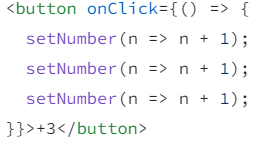 <button onClick={() => {
  setNumber(n => n + 1);
  setNumber(n => n + 1);
  setNumber(n => n + 1);
}}>+3</button>